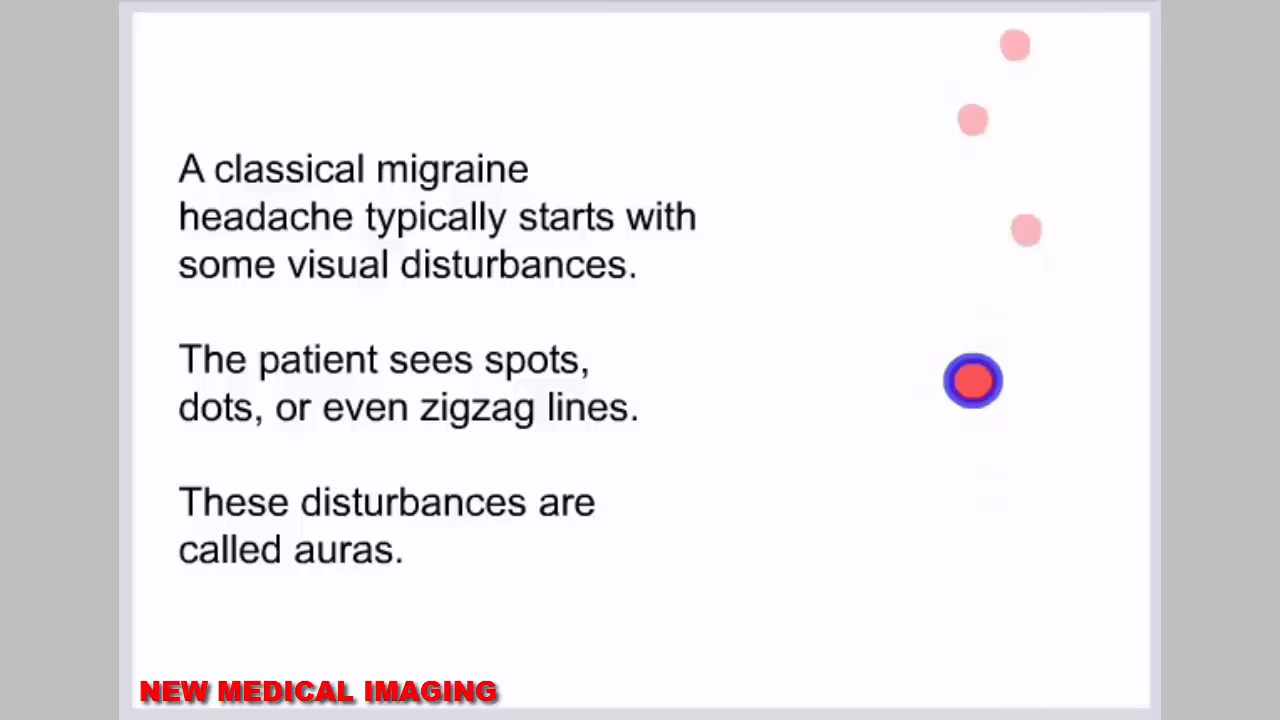 A classical migraine
headache typically starts with
some visual disturbances.
The patient sees spots,
dots, or even zigzag lines.
These disturbances are
called auras.
NEW MEDICAL IMAGING